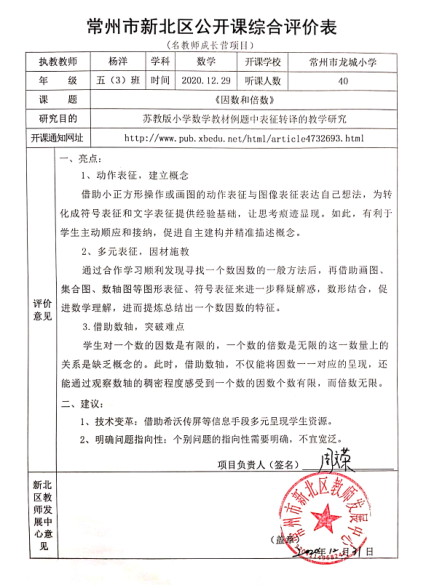 常州市新北区公开课综合评价表
(名教师成长营项目)
执教教师 杨洋 学科 数学 开课学校 常州市龙城小学
年 级 五(3)班 时间 2020.12.29 听课人数 40
课 题 《因数和倍数》
研究目的 苏教版小学数学教材例题中表征转译的教学研究
开课通知网址 http://www.pub.xbedu.net/html/article4732693.html
评价意见
一、亮点:
1、动作表征,建立概念
借助小正方形操作或画图的动作表征与图像表征表达自己想法,为转
化成符号表征和文字表征提供经验基础,让思考痕迹显现。如此,有利于
学生主动顺应和接纳,促进自主建构并精准描述概念。
2、多元表征,因材施教
通过合作学习顺利发现寻找一个数因数的一般方法后,再借助画图、
集合图、数轴图等图形表征、符号表征来进一步释疑解惑,数形结合,促
进数学理解,进而提炼总结出一个数因数的特征。
3.借助数轴,突破难点
学生对一个数的因数是有限的,一个数的倍数是无限的这一数量上的
关系是缺乏概念的。此时,借助数轴,不仅能将因数一一对应的呈现,还
能通过观察数轴的稠密程度感受到一个数的因数个数有限,而倍数无限。
二、建议:
1、技术变革:借助希沃传屏等信息手段多元呈现学生资源。
2、明确问题指向性:个别问题的指向性需要明确,不宜宽泛。
项目负责人(签名)
新北区教师发展中心意见
常州市新北区教师发展中心
(盖章)
2020年12月31日